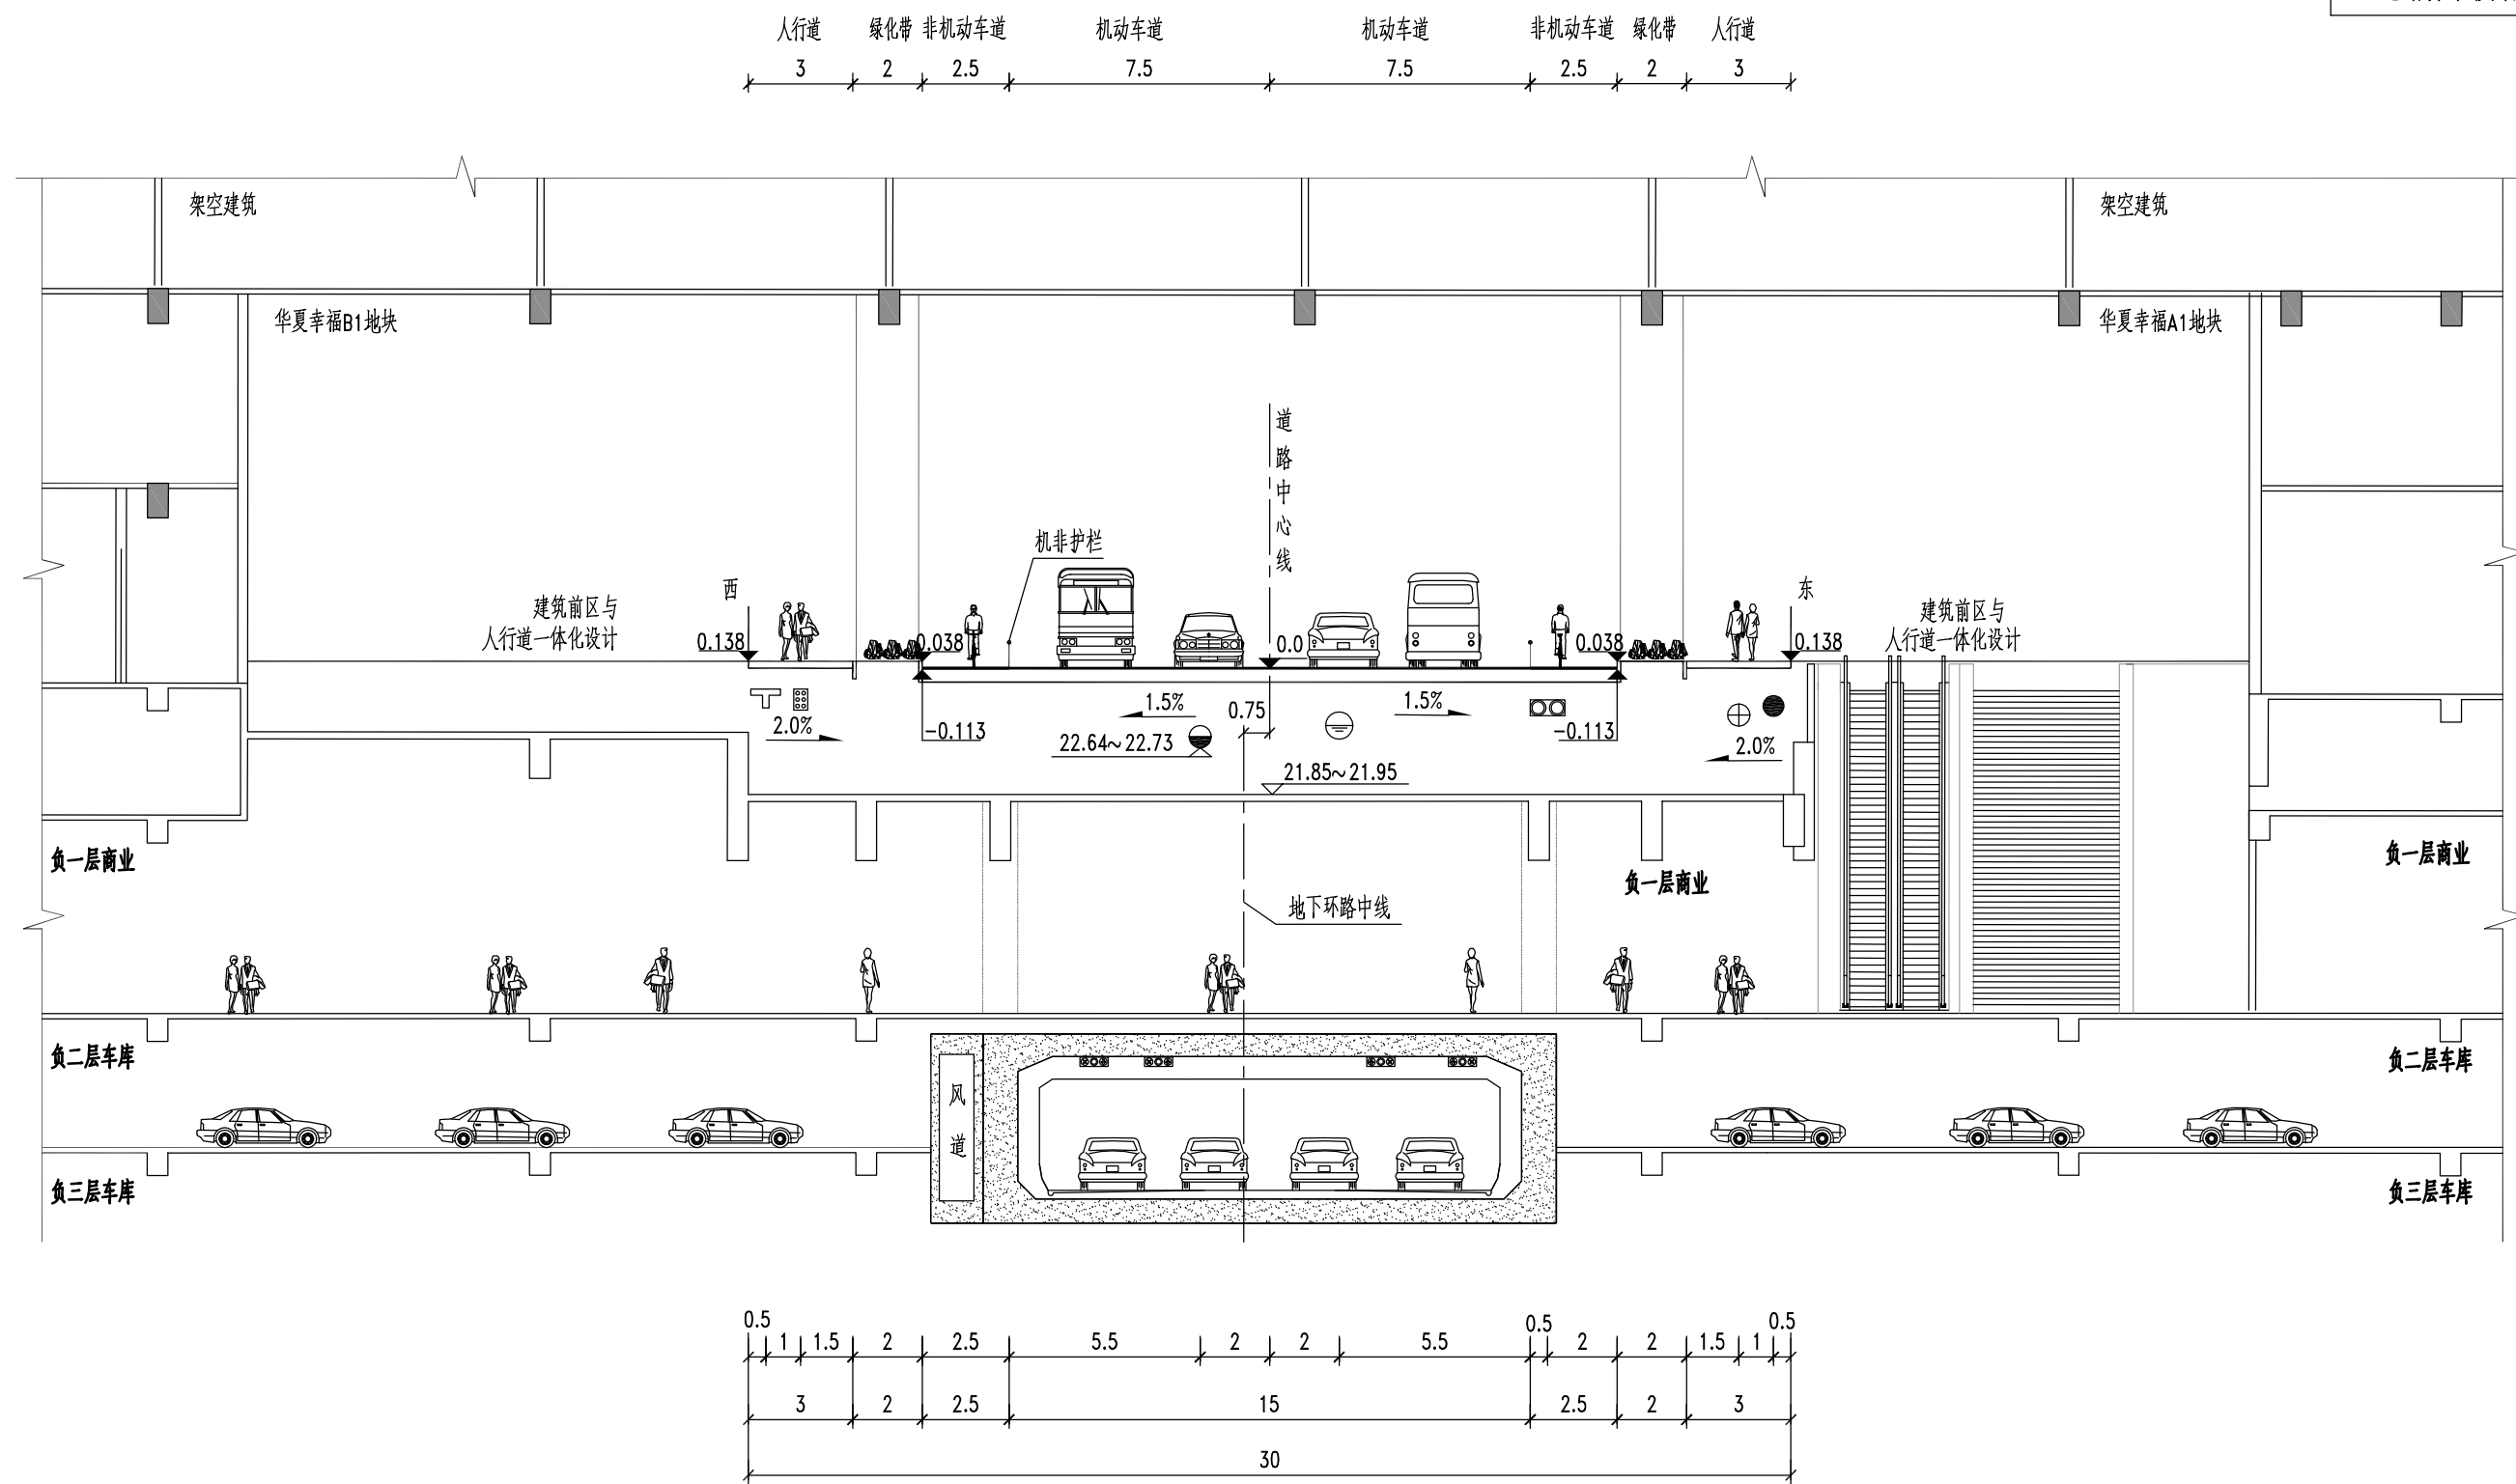 人行道 绿化带 非机动车道 机动车道 机动车道 非机动车道 绿化带 人行道
3 2 2.5 7.5 7.5 2.5 2 3
架空建筑 架空建筑
华夏幸福B1地块 华夏幸福A1地块
道路中心线
机非护栏
西 东
建筑前区与
人行道一体化设计
建筑前区与
人行道一体化设计
0.138 0.038 0.0 0.038 0.138
2.0% 1.5% 0.75 1.5% 2.0%
-0.113 -0.113
22.64~22.73
21.85~21.95
负一层商业 负一层商业 负一层商业
地下环路中线
负二层车库 负二层车库
风道
负三层车库 负三层车库
0.5 1 1.5 2 2.5 5.5 2 2 5.5 0.5 2 2 1.5 1 0.5
3 2 2.5 15 2.5 2 3
30